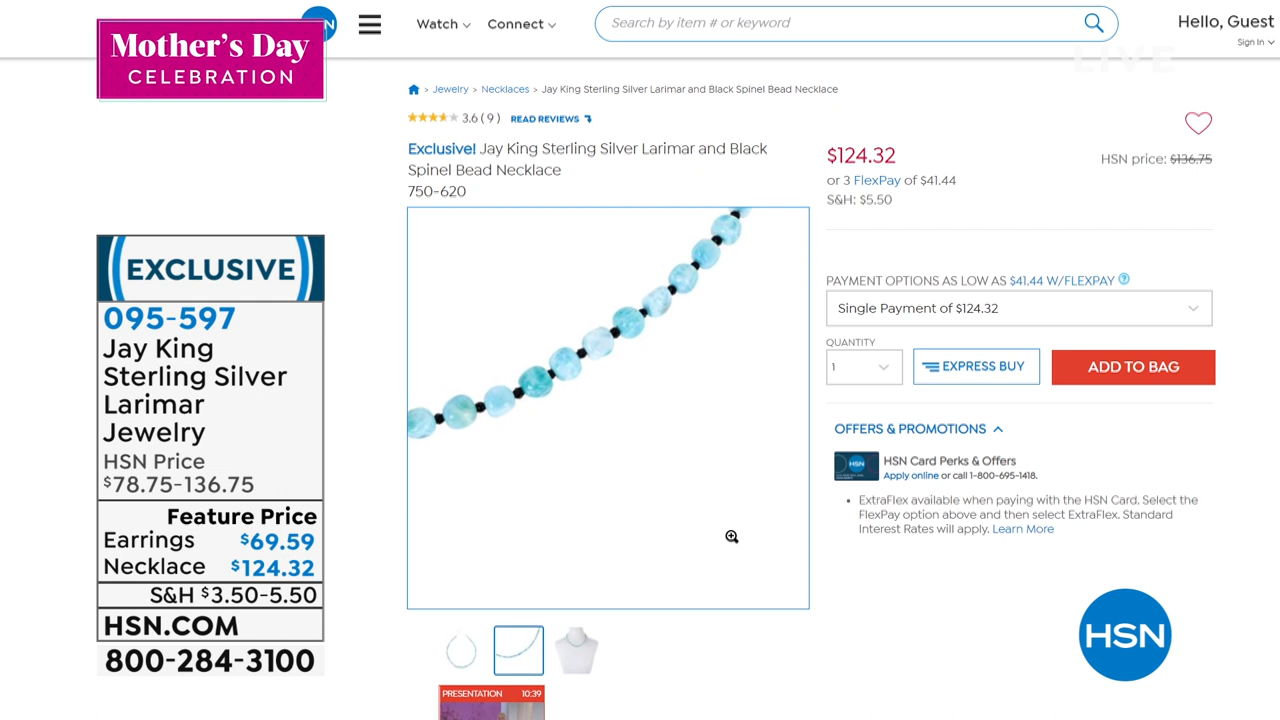 Mother's Day
CELEBRATION
Watch
Connect
Search by item # or keyword
Hello, Guest
Sign In
LIVE
> Jewelry > Necklaces > Jay King Sterling Silver Larimar and Black Spinel Bead Necklace
3.6 ( 9 ) READ REVIEWS
Exclusive! Jay King Sterling Silver Larimar and Black
Spinel Bead Necklace
750-620
$124.32
HSN price: $136.75
or 3 FlexPay of $41.44
S&H: $5.50
PAYMENT OPTIONS AS LOW AS $41.44 W/FLEXPAY ?
Single Payment of $124.32
QUANTITY
1
EXPRESS BUY
ADD TO BAG
OFFERS & PROMOTIONS
HSN
HSN Card Perks & Offers
Apply online or call 1-800-695-1418.
• ExtraFlex available when paying with the HSN Card. Select the
FlexPay option above and then select ExtraFlex. Standard
Interest Rates will apply. Learn More
EXCLUSIVE
095-597
Jay King
Sterling Silver
Larimar
Jewelry
HSN Price
$78.75-136.75
Feature Price
Earrings $69.59
Necklace $124.32
S&H $3.50-5.50
HSN.COM
800-284-3100
PRESENTATION 10:39
HSN